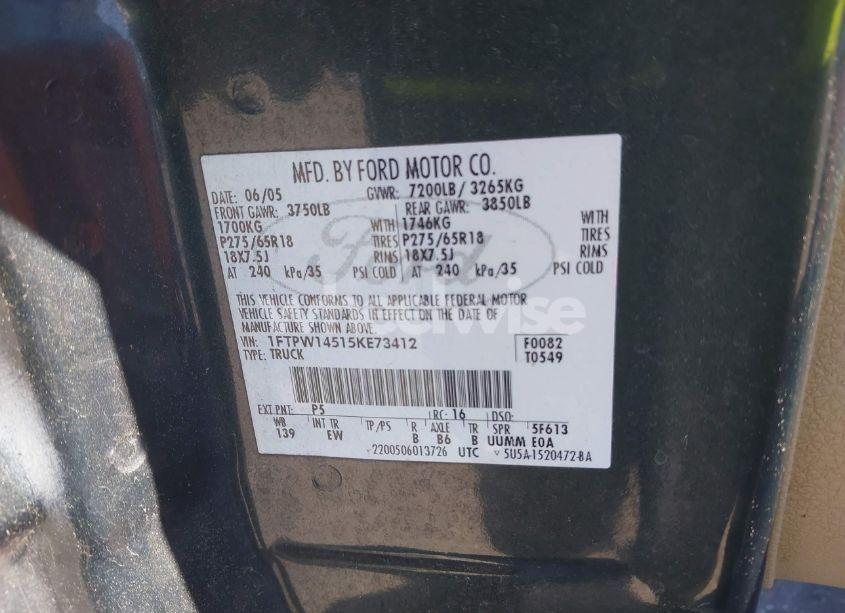 MFD. BY FORD MOTOR CO.
DATE: 06/05 GVWR: 7200LB/ 3265KG
FRONT GAWR: 3750LB REAR GAWR: 3850LB
1700KG WITH 1746KG WITH
P275/65R18 TIRES P275/65R18 TIRES
18X7.5J RIMS 18X7.5J RIMS
AT 240 kPa/35 PSI COLD AT 240 kPa/35 PSI COLD
Ford
THIS VEHICLE CONFORMS TO ALL APPLICABLE FEDERAL MOTOR
VEHICLE SAFETY STANDARDS IN EFFECT ON THE DATE OF
MANUFACTURE SHOWN ABOVE.
VIN: 1FTPW14515KE73412 F0082
TYPE: TRUCK T0549
EXT PNT: P5 RC: 16 DSO:
WB INT TR TP/PS R AXLE TR SPR 5F613
139 EW B B6 B UUMM E0A
2200506013726 UTC 5U5A-1520472-BA